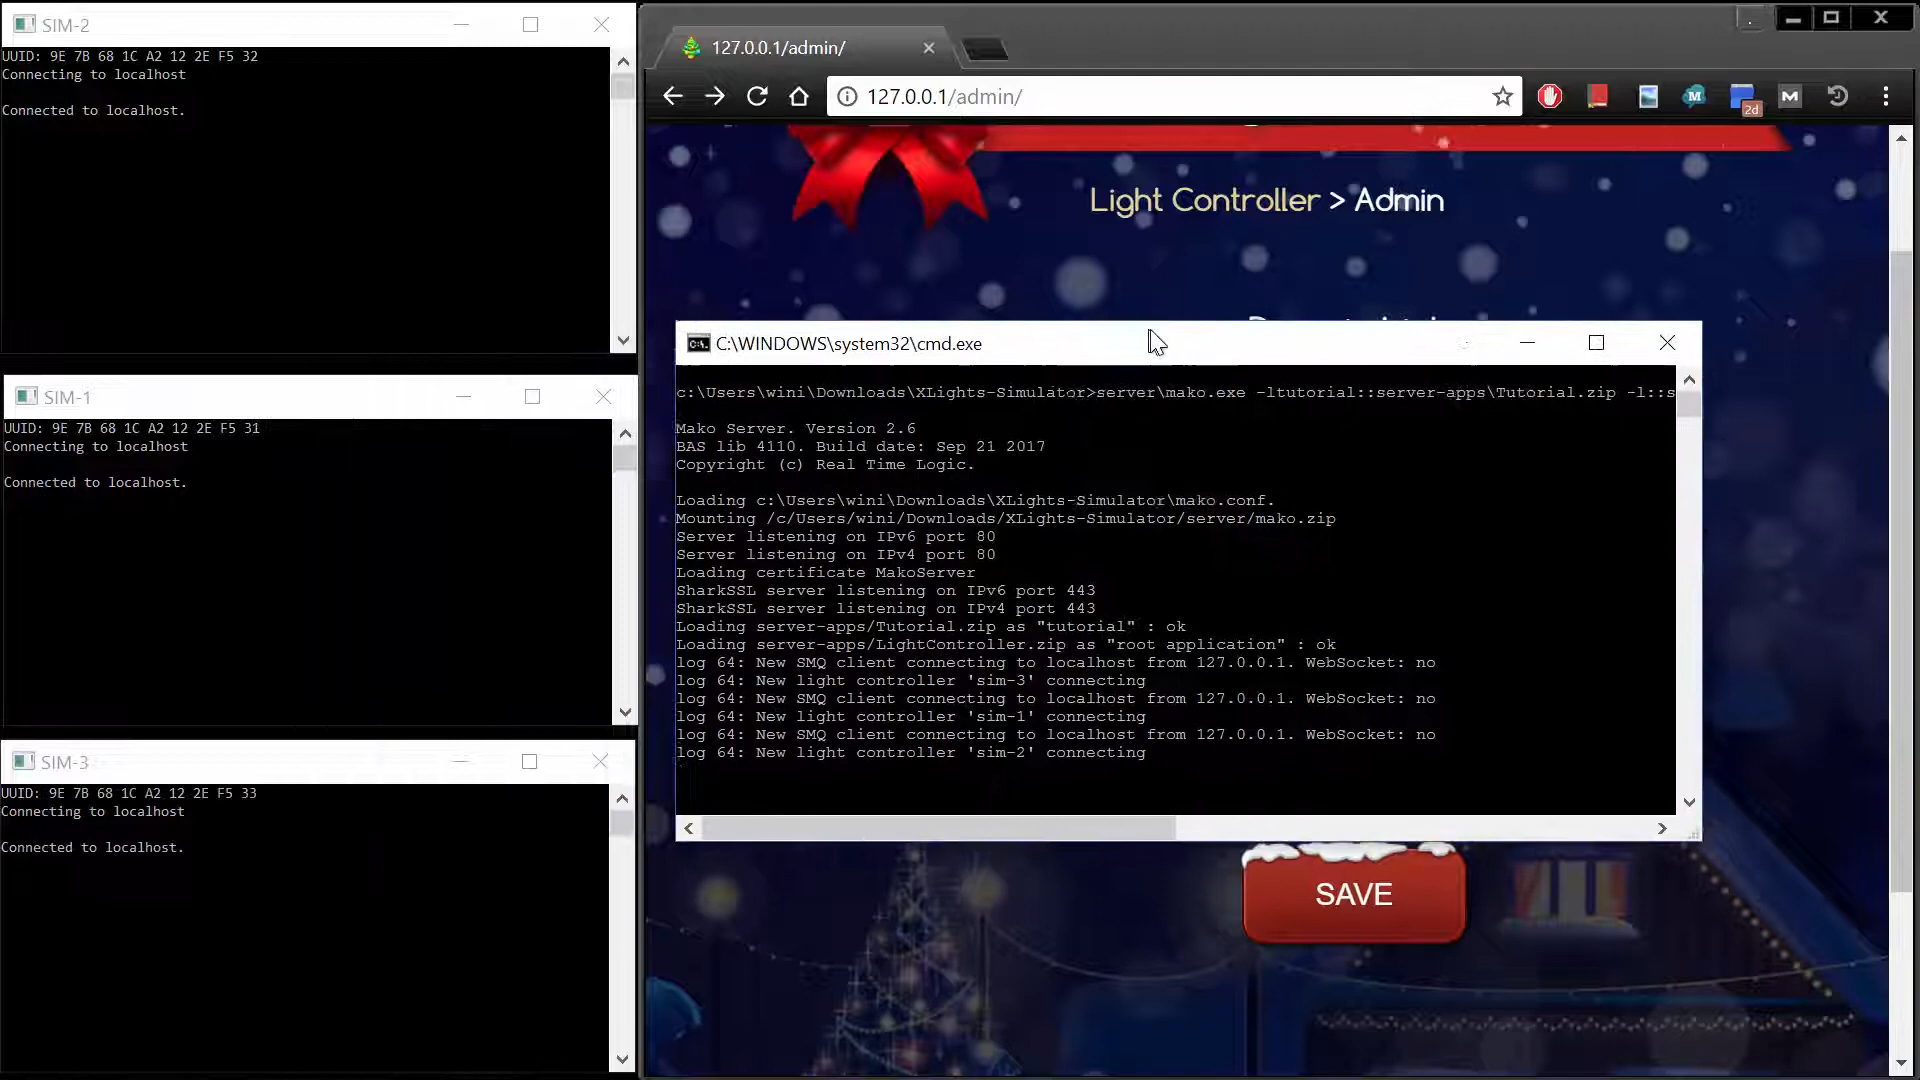 SIM-2
UUID: 9E 7B 68 1C A2 12 2E F5 32
Connecting to localhost
Connected to localhost.
SIM-1
UUID: 9E 7B 68 1C A2 12 2E F5 31
Connecting to localhost
Connected to localhost.
SIM-3
UUID: 9E 7B 68 1C A2 12 2E F5 33
Connecting to localhost
Connected to localhost.
127.0.0.1/admin/
127.0.0.1/admin/
2d
Light Controller > Admin
C:\WINDOWS\system32\cmd.exe
c:\Users\wini\Downloads\XLights-Simulator>server\mako.exe -ltutorial::server-apps\Tutorial.zip -l::s
Mako Server. Version 2.6
BAS lib 4110. Build date: Sep 21 2017
Copyright (c) Real Time Logic.
Loading c:\Users\wini\Downloads\XLights-Simulator\mako.conf.
Mounting /c/Users/wini/Downloads/XLights-Simulator/server/mako.zip
Server listening on IPv6 port 80
Server listening on IPv4 port 80
Loading certificate MakoServer
SharkSSL server listening on IPv6 port 443
SharkSSL server listening on IPv4 port 443
Loading server-apps/Tutorial.zip as "tutorial" : ok
Loading server-apps/LightController.zip as "root application" : ok
log 64: New SMQ client connecting to localhost from 127.0.0.1. WebSocket: no
log 64: New light controller 'sim-3' connecting
log 64: New SMQ client connecting to localhost from 127.0.0.1. WebSocket: no
log 64: New light controller 'sim-1' connecting
log 64: New SMQ client connecting to localhost from 127.0.0.1. WebSocket: no
log 64: New light controller 'sim-2' connecting
SAVE